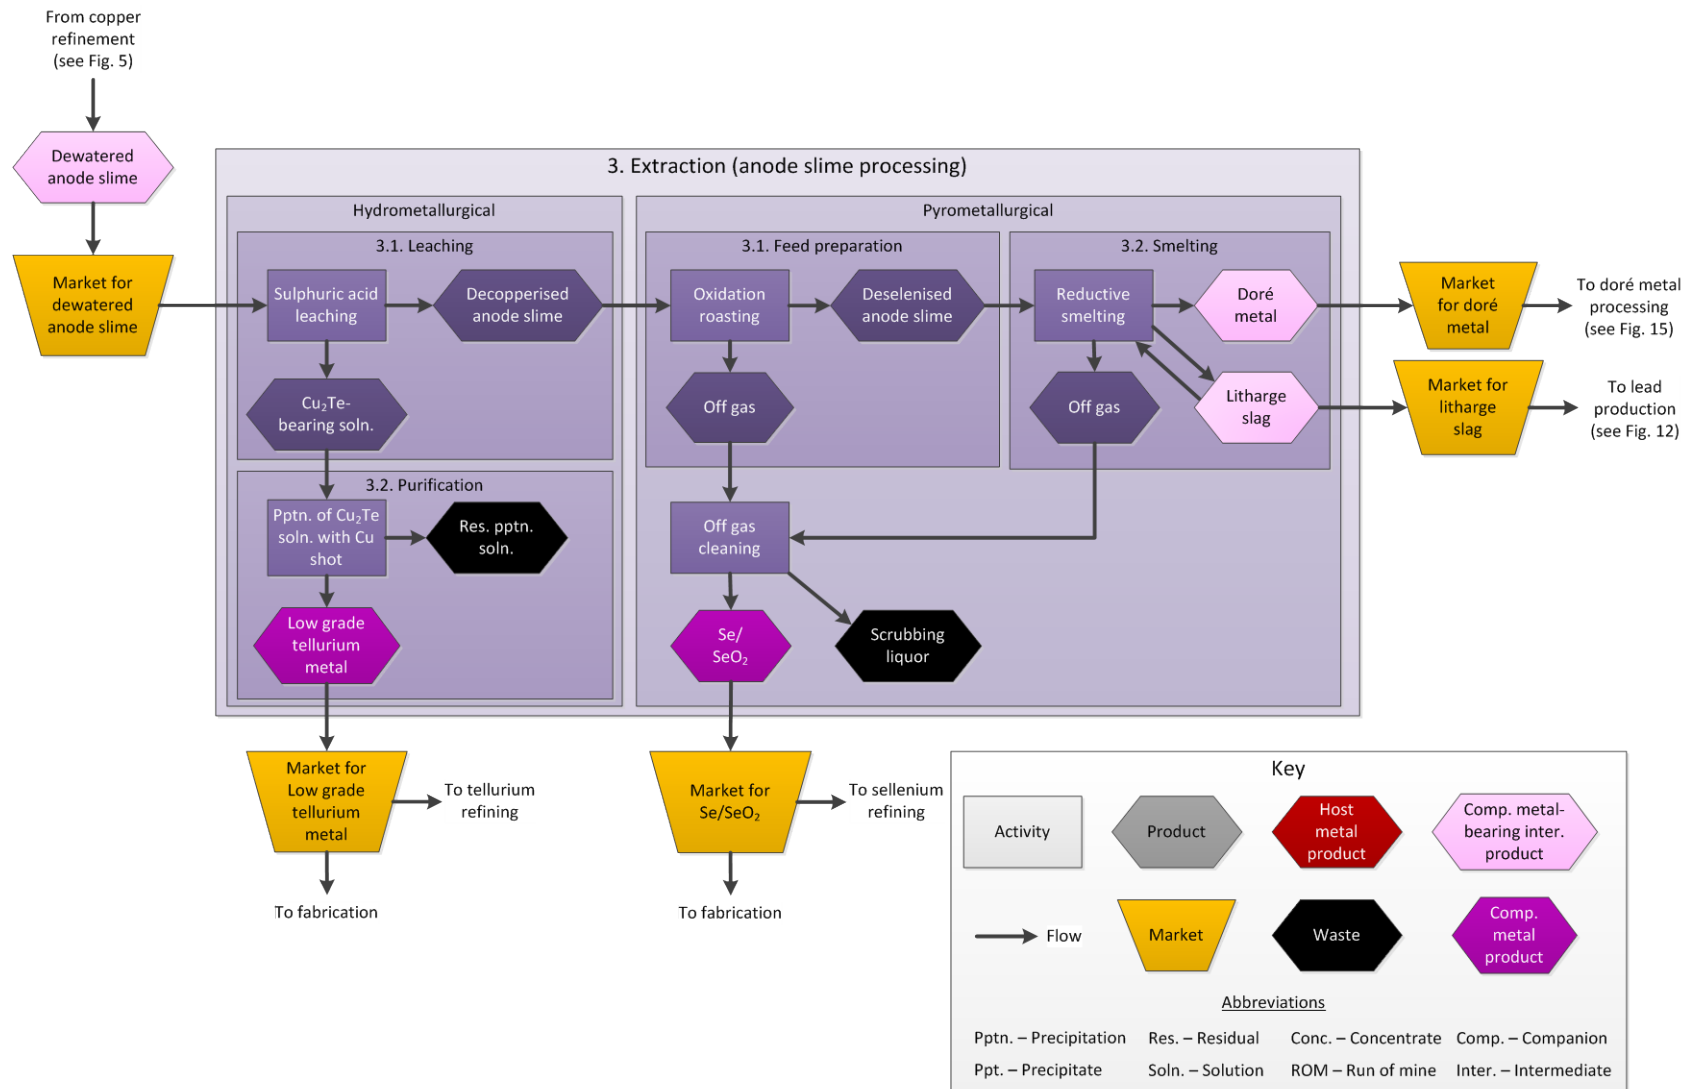 From copper
refinement
(see Fig. 5)
Dewatered
anode slime
Market for
dewatered
anode slime
3. Extraction (anode slime processing)
Hydrometallurgical
3.1. Leaching
Sulphuric acid
leaching
Decopperised
anode slime
Cu₂Te-
bearing soln.
3.2. Purification
Pptn. of Cu₂Te
soln. with Cu
shot
Res. pptn.
soln.
Low grade
tellurium
metal
Pyrometallurgical
3.1. Feed preparation
Oxidation
roasting
Deselenised
anode slime
Off gas
3.2. Smelting
Reductive
smelting
Doré
metal
Off gas
Litharge
slag
Off gas
cleaning
Se/
SeO₂
Scrubbing
liquor
Market
for doré
metal
To doré metal
processing
(see Fig. 15)
Market for
litharge
slag
To lead
production
(see Fig. 12)
Market for
Low grade
tellurium
metal
To tellurium
refining
To fabrication
Market for
Se/SeO₂
To sellenium
refining
To fabrication
Key
Activity
Product
Host
metal
product
Comp. metal-
bearing inter.
product
Flow
Market
Waste
Comp.
metal
product
Abbreviations
Pptn. – Precipitation
Res. – Residual
Conc. – Concentrate
Comp. – Companion
Ppt. – Precipitate
Soln. – Solution
ROM – Run of mine
Inter. – Intermediate